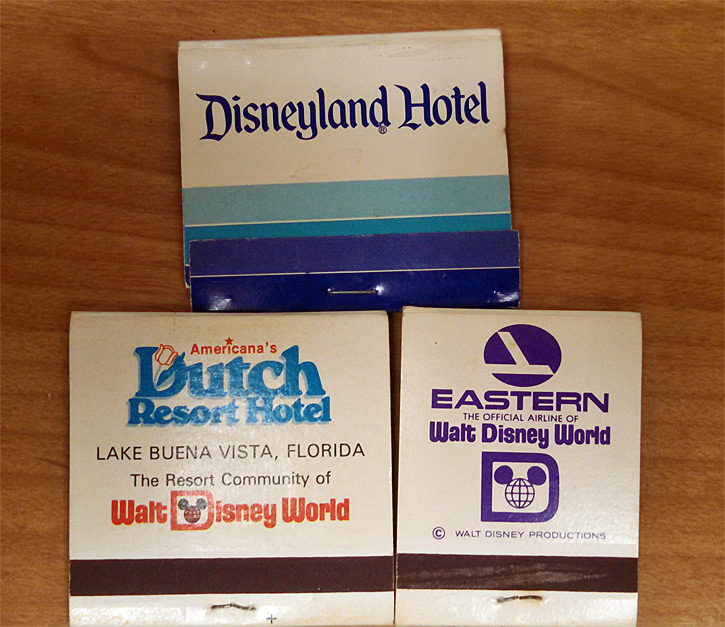 Disneyland Hotel
®
Americana's
Dutch
Resort Hotel
LAKE BUENA VISTA, FLORIDA
The Resort Community of
Walt Disney World
EASTERN
THE OFFICIAL AIRLINE OF
Walt Disney World
D
© WALT DISNEY PRODUCTIONS